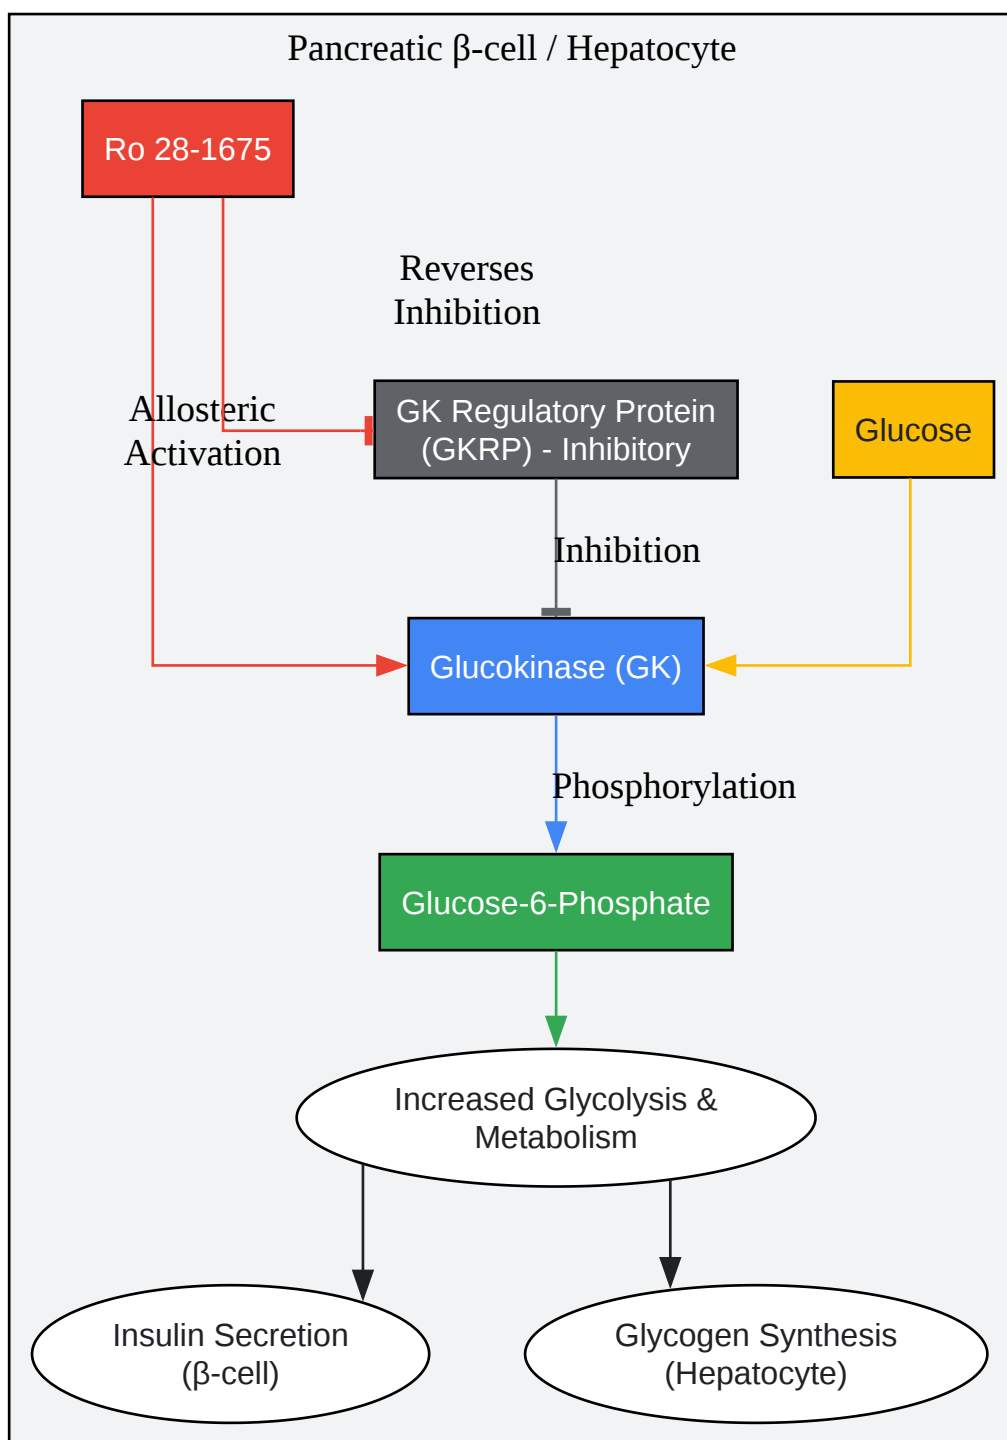 Pancreatic β-cell / Hepatocyte
Ro 28-1675
Reverses
Inhibition
Allosteric
Activation
GK Regulatory Protein
(GKRP) - Inhibitory
Glucose
Inhibition
Glucokinase (GK)
Phosphorylation
Glucose-6-Phosphate
Increased Glycolysis &
Metabolism
Insulin Secretion
(β-cell)
Glycogen Synthesis
(Hepatocyte)